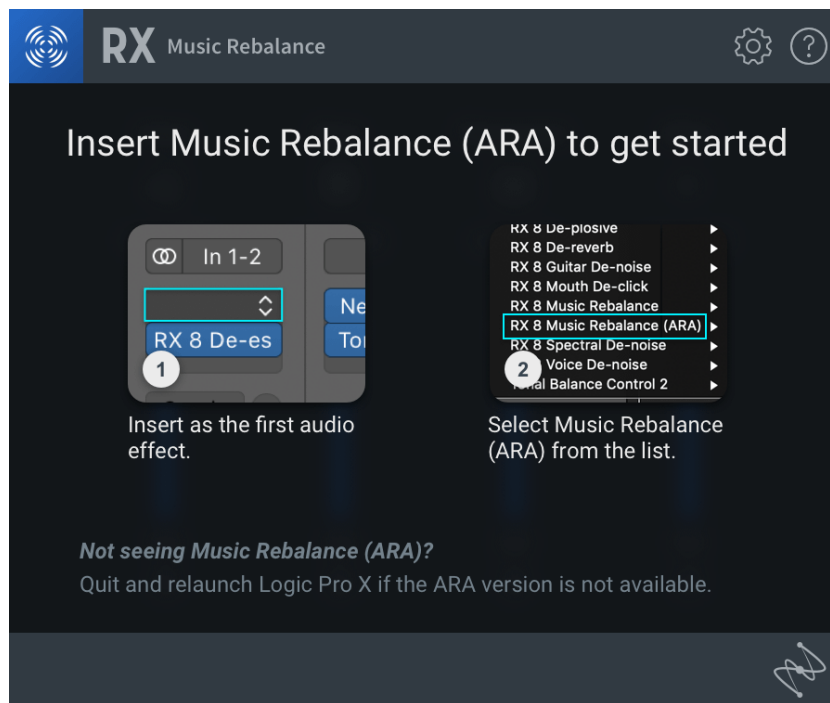 RX Music Rebalance
?
Insert Music Rebalance (ARA) to get started
In 1-2
Ne
RX 8 De-es
To
1
RX 8 De-plosive
RX 8 De-reverb
RX 8 Guitar De-noise
RX 8 Mouth De-click
RX 8 Music Rebalance
RX 8 Music Rebalance (ARA)
RX 8 Spectral De-noise
Voice De-noise
2
Balance Control 2
Insert as the first audio
effect.
Select Music Rebalance
(ARA) from the list.
Not seeing Music Rebalance (ARA)?
Quit and relaunch Logic Pro X if the ARA version is not available.